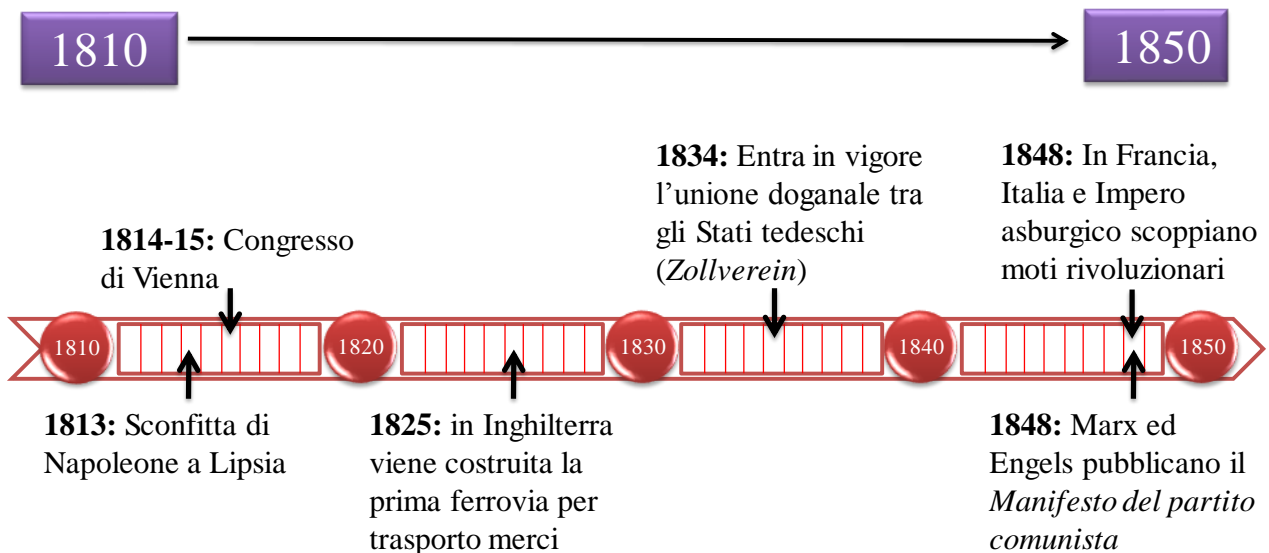 1810
1850
1834: Entra in vigore
l’unione doganale tra
gli Stati tedeschi
(Zollverein)
1848: In Francia,
Italia e Impero
asburgico scoppiano
moti rivoluzionari
1814-15: Congresso
di Vienna
1810
1820
1830
1840
1850
1813: Sconfitta di
Napoleone a Lipsia
1825: in Inghilterra
viene costruita la
prima ferrovia per
trasporto merci
1848: Marx ed
Engels pubblicano il
Manifesto del partito
comunista